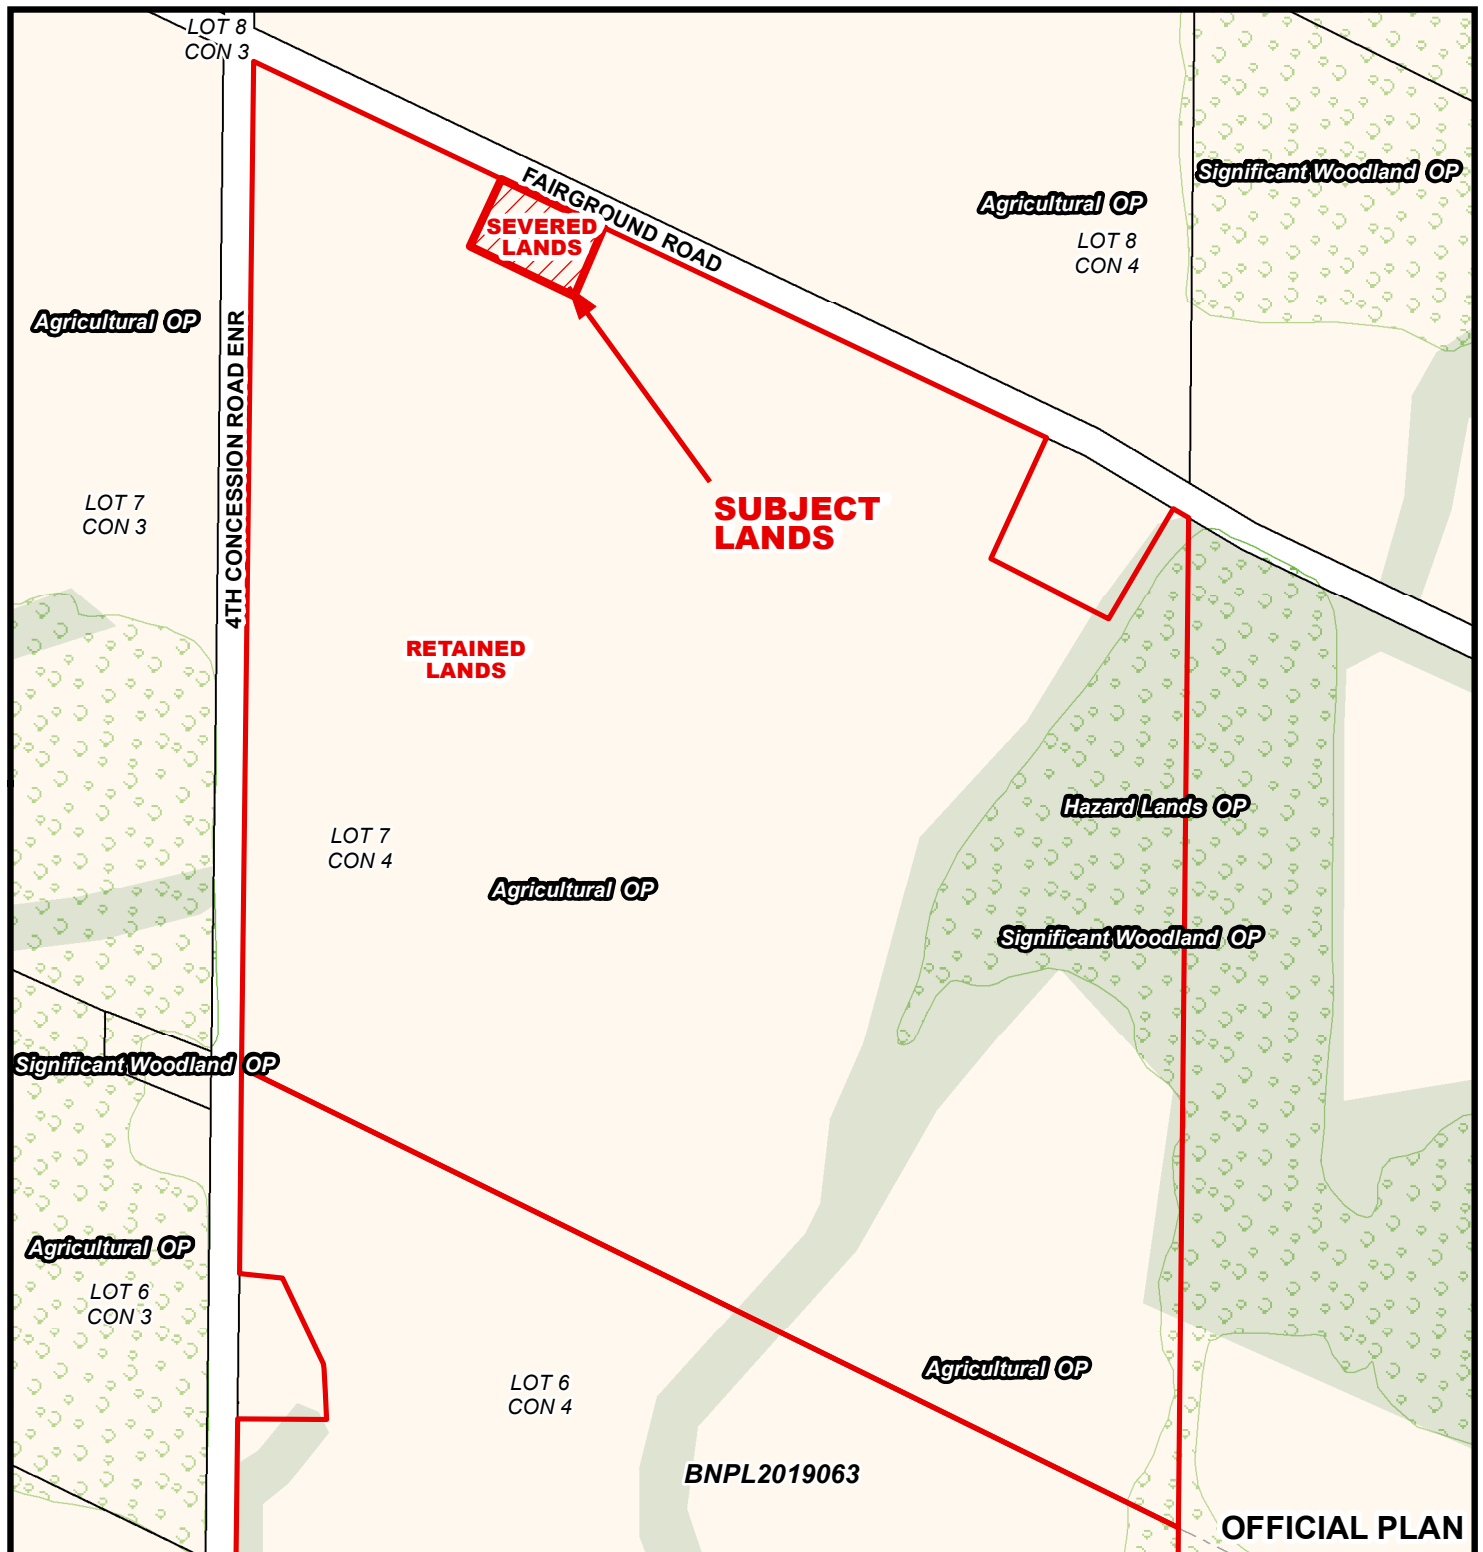 LOT 8
CON 3
FAIRGROUND ROAD
Significant Woodland OP
Agricultural OP
LOT 8
CON 4
SEVERED
LANDS
Agricultural OP
4TH CONCESSION ROAD ENR
LOT 7
CON 3
SUBJECT
LANDS
RETAINED
LANDS
Hazard Lands OP
LOT 7
CON 4
Agricultural OP
Significant Woodland OP
Significant Woodland OP
Agricultural OP
LOT 6
CON 3
Agricultural OP
LOT 6
CON 4
BNPL2019063
OFFICIAL PLAN